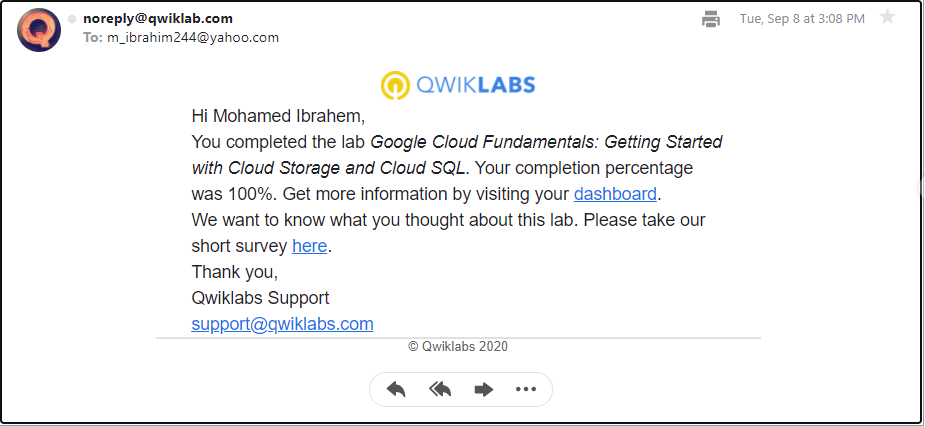 noreply@qwiklab.com
Tue, Sep 8 at 3:08 PM
To: m_ibrahim244@yahoo.com
QWIKLABS
Hi Mohamed Ibrahem,
You completed the lab Google Cloud Fundamentals: Getting Started
with Cloud Storage and Cloud SQL. Your completion percentage
was 100%. Get more information by visiting your dashboard.
We want to know what you thought about this lab. Please take our
short survey here.
Thank you,
Qwiklabs Support
support@qwiklabs.com
© Qwiklabs 2020